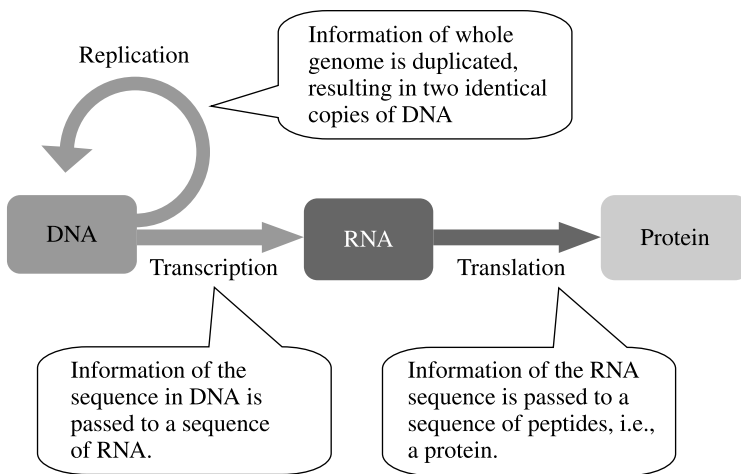 Replication
Information of whole
genome is duplicated,
resulting in two identical
copies of DNA
DNA
RNA
Protein
Transcription
Translation
Information of the
sequence in DNA is
passed to a sequence
of RNA.
Information of the RNA
sequence is passed to a
sequence of peptides, i.e.,
a protein.